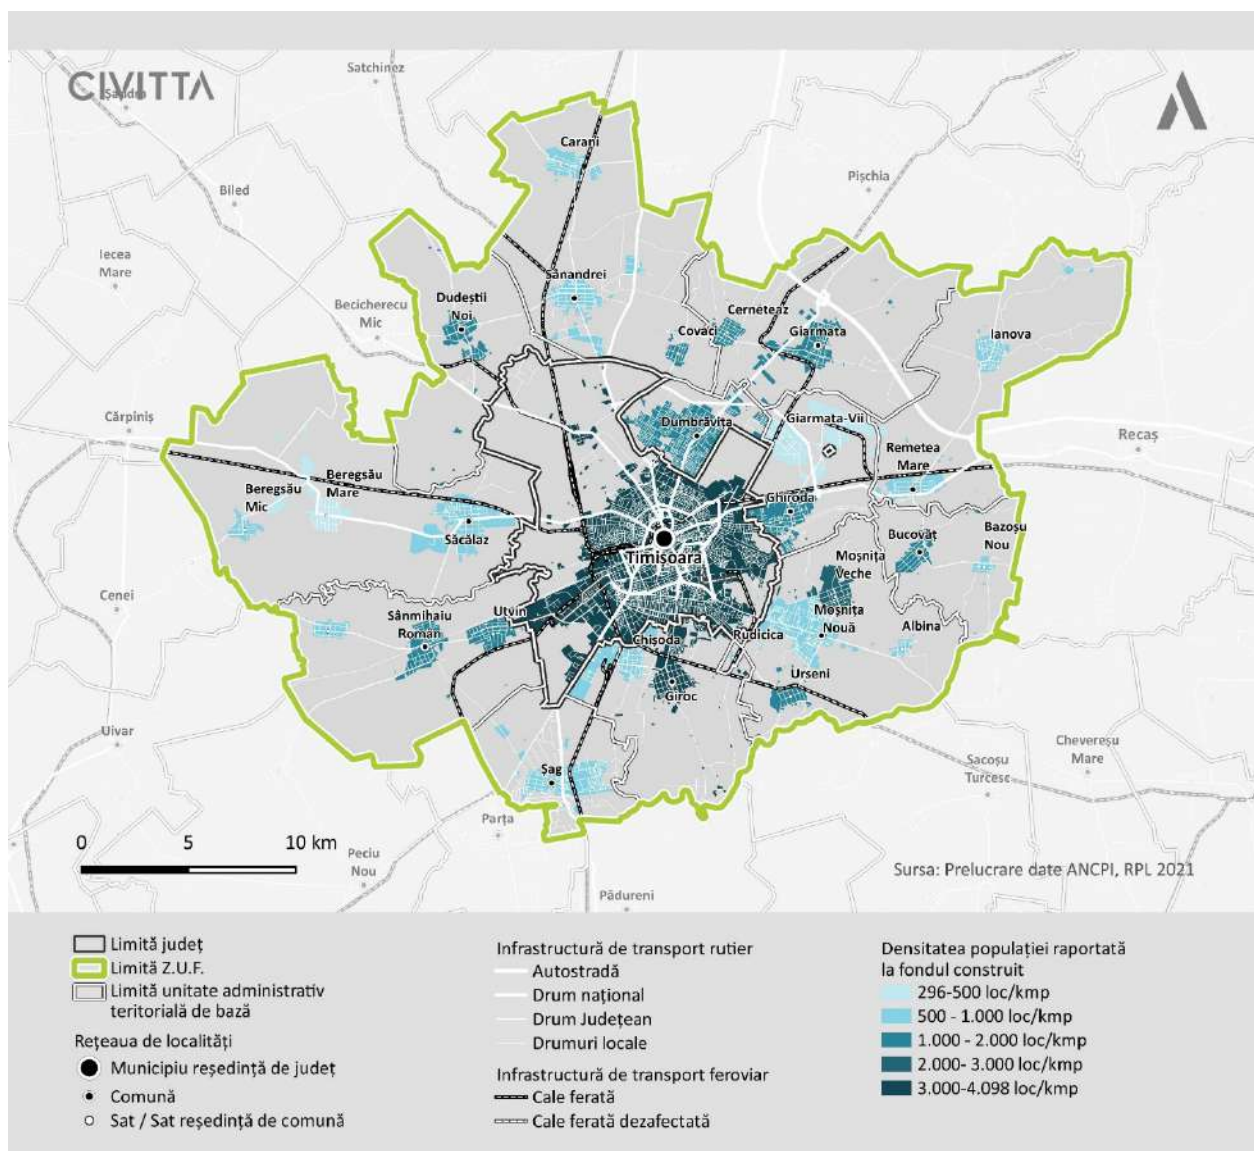 CIVITTA
Satchinez
Șandra
Carani
Pișchia
Biled
Iecea
Mare
Sânandrei
Dudeștii
Noi
Becicherecu
Mic
Cerneteaz
Covaci
Giarmata
Ianova
Cărpiniș
Dumbrăvița
Giarmata-Vii
Recaș
Remetea
Mare
Beregsău
Mare
Beregsău
Mic
Ghiroda
Săcălaz
Bucovăț
Bazoșu
Nou
Timișoara
Moșnița
Veche
Cenei
Sânmihaiu
Roman
Utvin
Moșnița
Nouă
Albina
Chișoda
Rudicica
Urseni
Giroc
Uivar
Chevereșu
Mare
Sacoșu
Turcesc
Șag
Parța
0 5 10 km
Peciu
Nou
Pădureni
Sursa: Prelucrare date ANCPI, RPL 2021
Limită județ
Limită Z.U.F.
Limită unitate administrativ
teritorială de bază
Rețeaua de localități
Municipiu reședință de județ
Comună
Sat / Sat reședință de comună
Infrastructură de transport rutier
Autostradă
Drum național
Drum Județean
Drumuri locale
Infrastructură de transport feroviar
Cale ferată
Cale ferată dezafectată
Densitatea populației raportată
la fondul construit
296-500 loc/kmp
500 - 1.000 loc/kmp
1.000 - 2.000 loc/kmp
2.000- 3.000 loc/kmp
3.000-4.098 loc/kmp